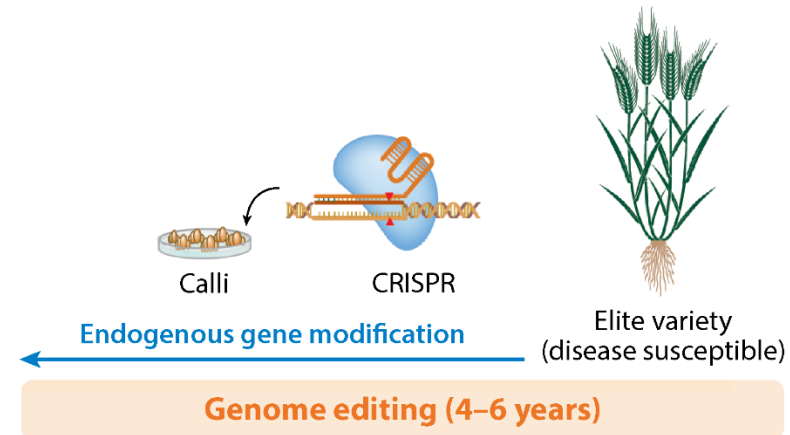 Calli
CRISPR
Elite variety
(disease susceptible)
Endogenous gene modification
Genome editing (4–6 years)